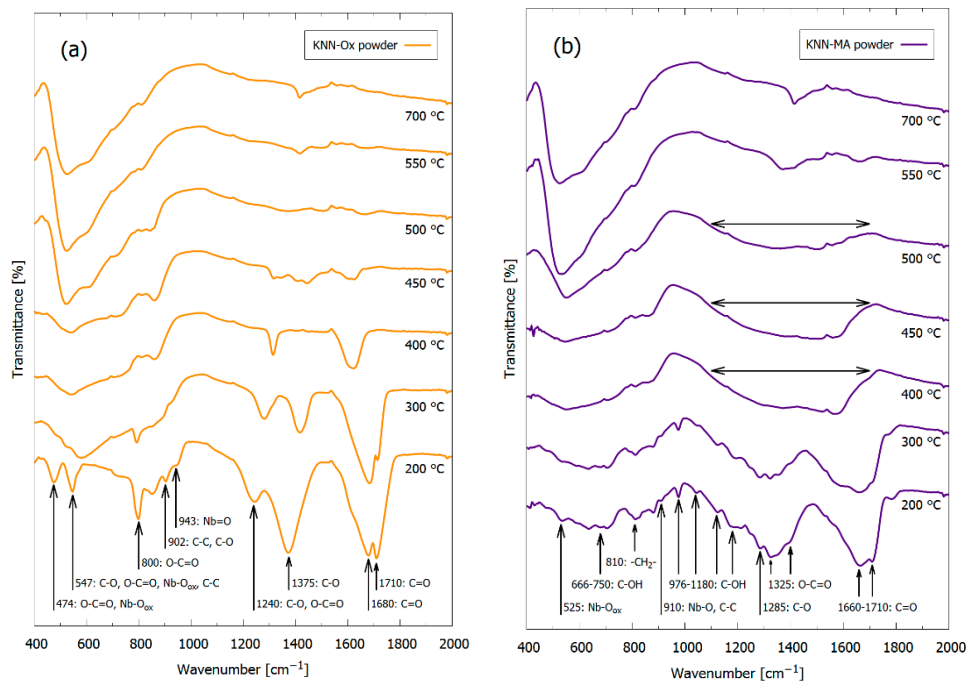 (a)
KNN-Ox powder
700 °C
550 °C
500 °C
450 °C
400 °C
300 °C
200 °C
943: Nb=O
902: C-C, C-O
800: O-C=O
1375: C-O
1710: C=O
547: C-O, O-C=O, Nb-Oox, C-C
1240: C-O, O-C=O
1680: C=O
474: O-C=O, Nb-Oox
400 600 800 1000 1200 1400 1600 1800 2000
Wavenumber [cm⁻¹]
Transmittance [%]
(b)
KNN-MA powder
700 °C
550 °C
500 °C
450 °C
400 °C
300 °C
200 °C
810: -CH2-
666-750: C-OH
976-1180: C-OH
1325: O-C=O
525: Nb-Oox
910: Nb-O, C-C
1285: C-O
1660-1710: C=O
400 600 800 1000 1200 1400 1600 1800 2000
Wavenumber [cm⁻¹]
Transmittance [%]